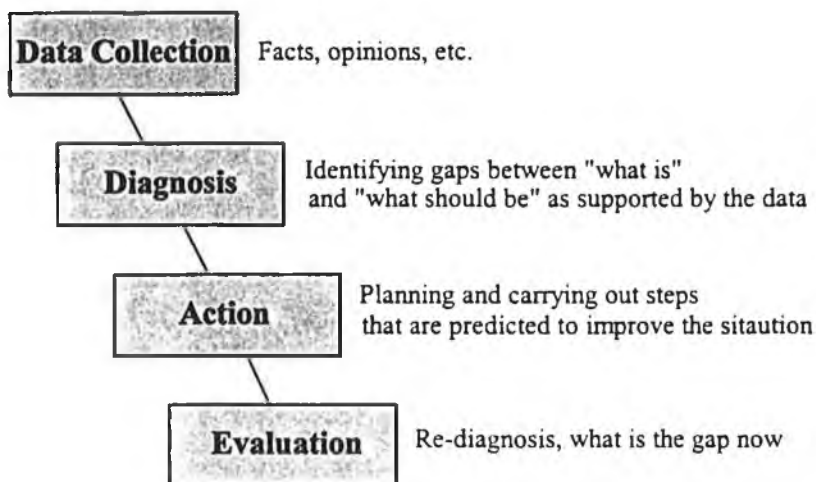 Data Collection Facts, opinions, etc.
Diagnosis Identifying gaps between "what is"
and "what should be" as supported by the data
Action Planning and carrying out steps
that are predicted to improve the sitaution
Evaluation Re-diagnosis, what is the gap now